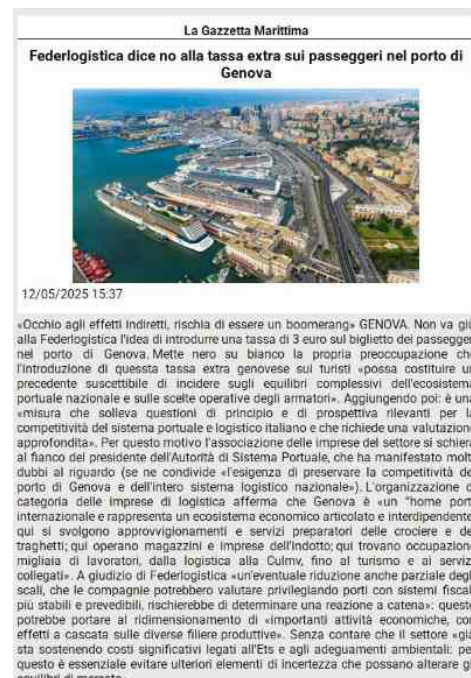 La Gazzetta Marittima
Federlogistica dice no alla tassa extra sui passeggeri nel porto di
Genova
12/05/2025 15:37
«Occhio agli effetti indiretti, rischia di essere un boomerang» GENOVA. Non va giù
alla Federlogistica l'idea di introdurre una tassa di 3 euro sul biglietto dei passeggeri
nel porto di Genova. Mette nero su bianco la propria preoccupazione che
l'introduzione di quessta tassa extra genovese sul turisti «possa costituire un
precedente suscettibile di incidere sugli equilibri complessivi dell'ecosistema
portuale nazionale e sulle scelte operative degli armatori». Aggiungendo poi: è una
«misura che solleva questioni di principio e di prospettiva rilevanti per la
competitività del sistema portuale e logistico italiano e che richiede una valutazione
approfondita». Per questo motivo l'associazione delle imprese del settore si schiera
al fianco del presidente dell'Autorità di Sistema Portuale, che ha manifestato molti
dubbi al riguardo (se ne condivide «l'esigenza di preservare la competitività del
porto di Genova e dell'intero sistema logistico nazionale»). L'organizzazione di
categoria delle imprese di logistica afferma che Genova è «un "home port"
internazionale e rappresenta un ecosistema economico articolato e interdipendente:
qui si svolgono approvvigionamenti e servizi preparatori delle crociere e dei
traghetti; qui operano magazzini e imprese dell'indotto; qui trovano occupazione
migliaia di lavoratori, dalla logistica alla Culmv, fino al turismo e ai servizi
collegati». A giudizio di Federlogistica «un'eventuale riduzione anche parziale degli
scali, che le compagnie potrebbero valutare privilegiando porti con sistemi fiscali
più stabili e prevedibili, rischierebbe di determinare una reazione a catena»: questo
potrebbe portare al ridimensionamento di «importanti attività economiche, con
effetti a cascata sulle diverse filiere produttive». Senza contare che il settore «già
sta sostenendo costi significativi legati all'Ets e agli adeguamenti ambientali: per
questo è essenziale evitare ulteriori elementi di incertezza che possano alterare gli
equilibri di mercato